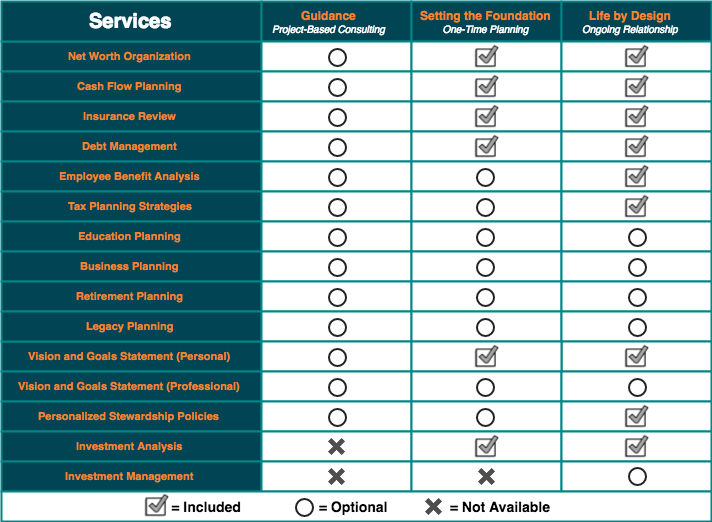 Services
Guidance
Project-Based Consulting
Setting the Foundation
One-Time Planning
Life by Design
Ongoing Relationship
Net Worth Organization
Cash Flow Planning
Insurance Review
Debt Management
Employee Benefit Analysis
Tax Planning Strategies
Education Planning
Business Planning
Retirement Planning
Legacy Planning
Vision and Goals Statement (Personal)
Vision and Goals Statement (Professional)
Personalized Stewardship Policies
Investment Analysis
Investment Management
= Included = Optional = Not Available